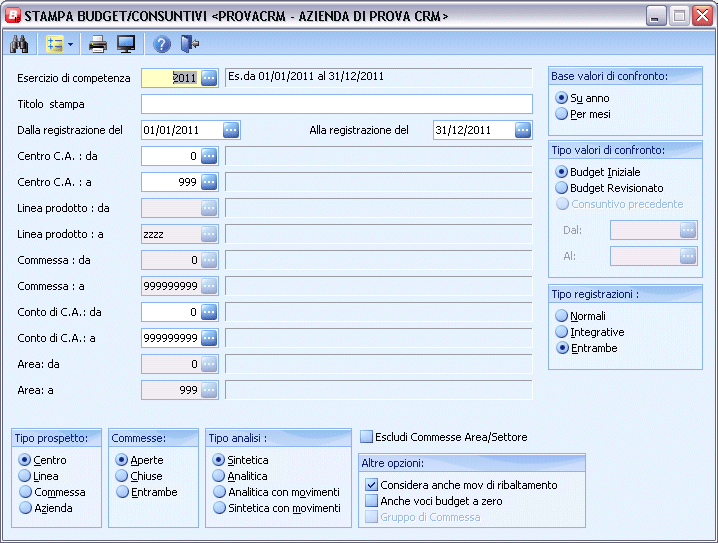 STAMPA BUDGET/CONSUNTIVI <PROVACRM - AZIENDA DI PROVA CRM>
Esercizio di competenza 2011 Es.da 01/01/2011 al 31/12/2011
Titolo stampa
Dalla registrazione del 01/01/2011 Alla registrazione del 31/12/2011
Centro C.A. : da 0
Centro C.A. : a 999
Linea prodotto : da
Linea prodotto : a zzzz
Commessa : da 0
Commessa : a 999999999
Conto di C.A.: da 0
Conto di C.A.: a 999999999
Area: da 0
Area: a 999
Base valori di confronto:
Su anno
Per mesi
Tipo valori di confronto:
Budget Iniziale
Budget Revisionato
Consuntivo precedente
Dal:
Al:
Tipo registrazioni :
Normali
Integrative
Entrambe
Tipo prospetto:
Centro
Linea
Commessa
Azienda
Commesse:
Aperte
Chiuse
Entrambe
Tipo analisi :
Sintetica
Analitica
Analitica con movimenti
Sintetica con movimenti
Escludi Commesse Area/Settore
Altre opzioni:
Considera anche mov di ribaltamento
Anche voci budget a zero
Gruppo di Commessa